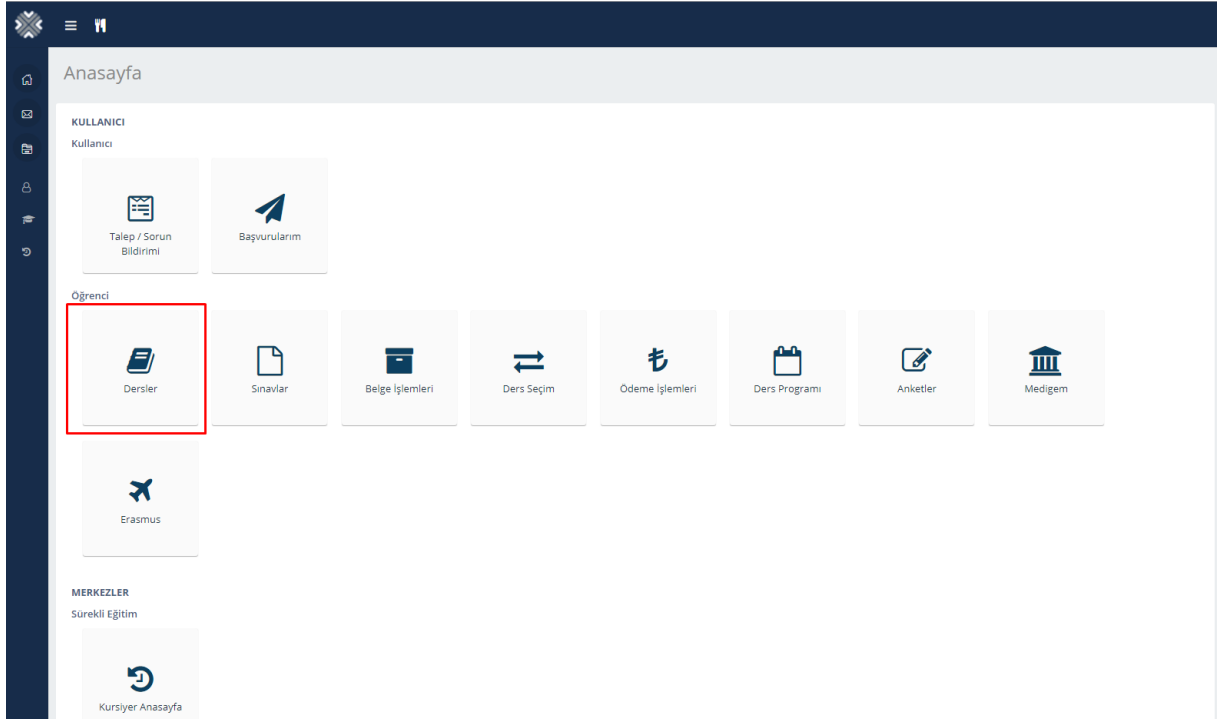 Anasayfa
KULLANICI
Kullanıcı
Talep / Sorun
Bildirimi
Başvurularım
Öğrenci
Dersler
Sınavlar
Belge İşlemleri
Ders Seçim
Ödeme İşlemleri
Ders Programı
Anketler
Medigem
Erasmus
MERKEZLER
Sürekli Eğitim
Kursiyer Anasayfa